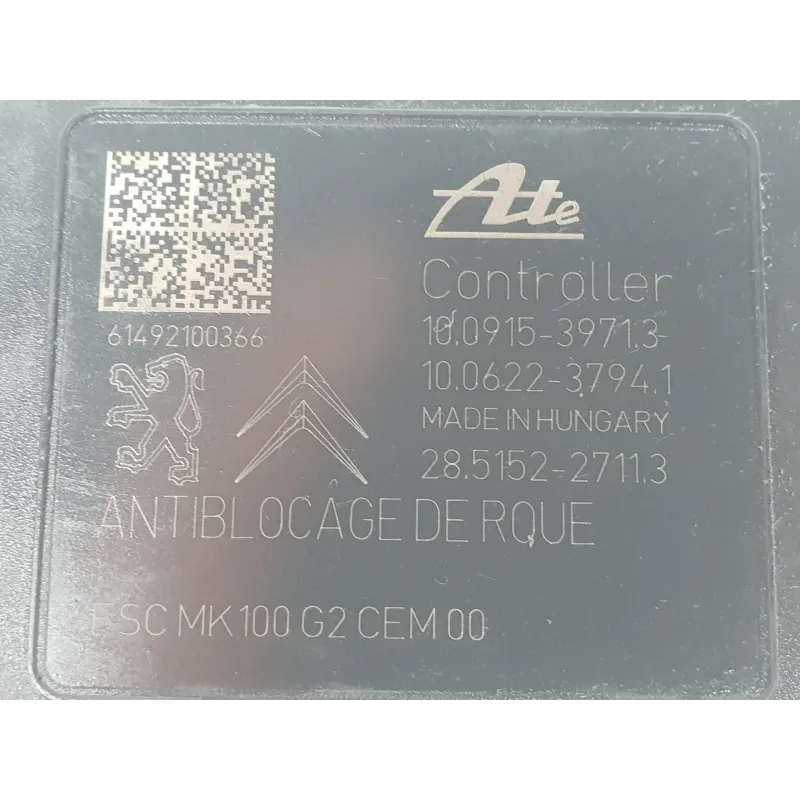 Ate
Controller
61492100366
10.0915-3971.3
10.0622-3794.1
MADE IN HUNGARY
28.5152-2711.3
ANTIBLOCAGE DE ROUE
ESC MK100 G2 CEM 00